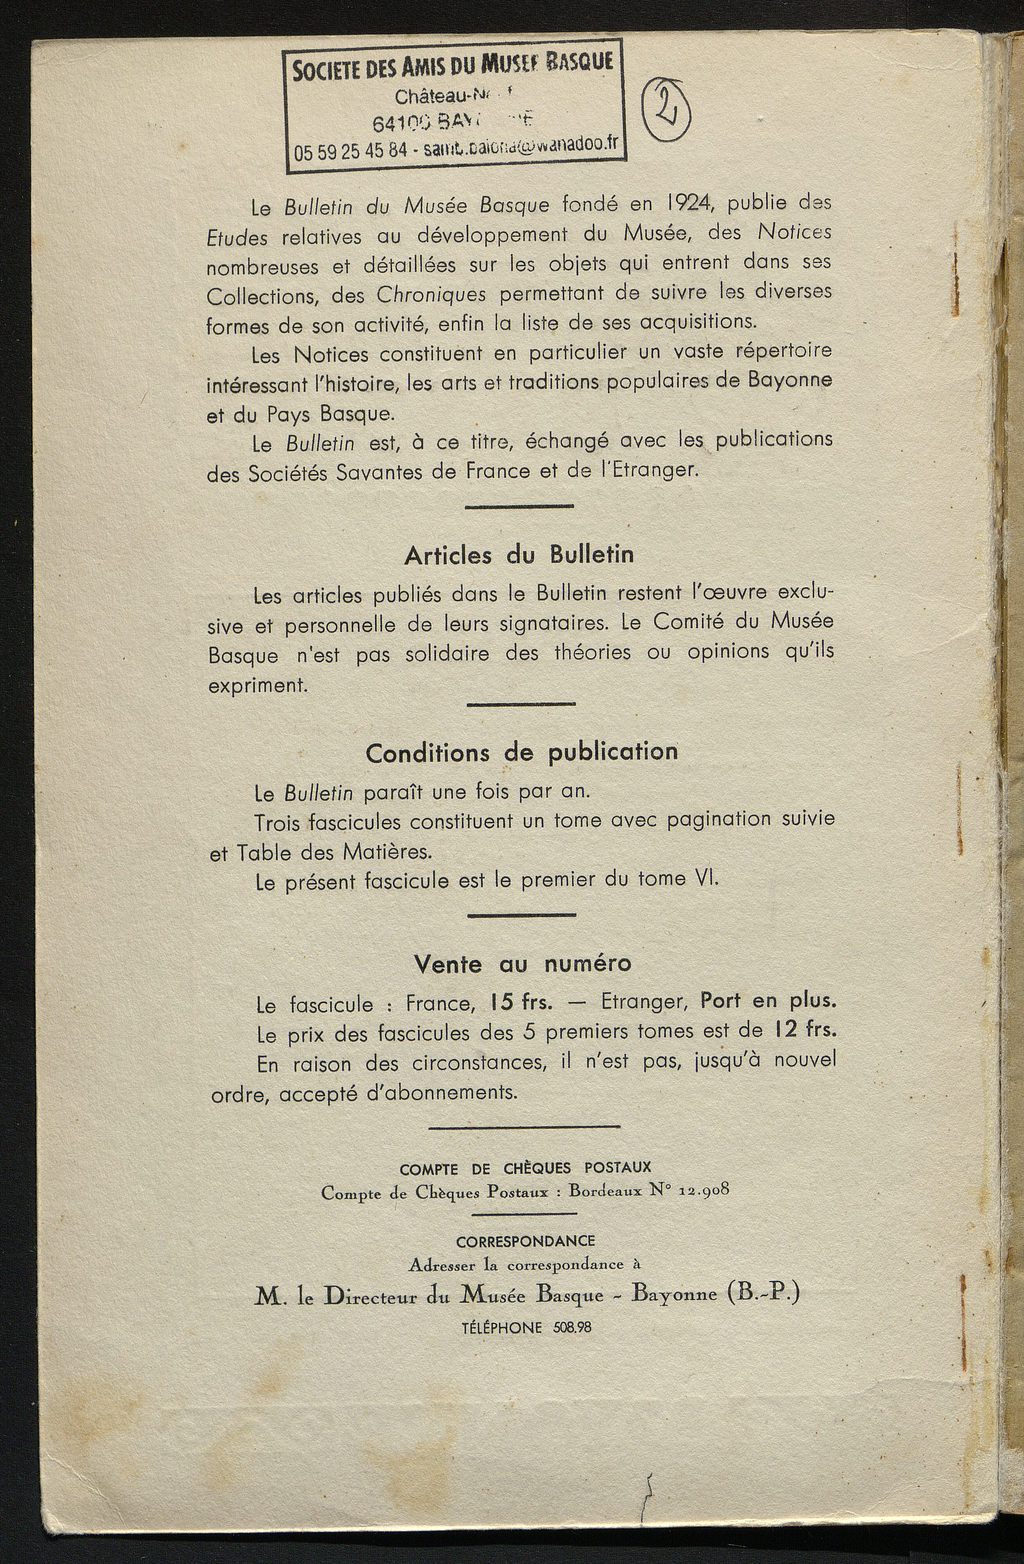 SOCIETE DES AMIS DU MUSEE BASQUE
Château-
64100
05 59 25 45 84 -
2
Le Bulletin du Musée Basque fondé en 1924, publie des
Etudes relatives au développement du Musée, des Notices
nombreuses et détaillées sur les objets qui entrent dans ses
Collections, des Chroniques permettant de suivre les diverses
formes de son activité, enfin la liste de ses acquisitions.
Les Notices constituent en particulier un vaste répertoire
intéressant l'histoire, les arts et traditions populaires de Bayonne
et du Pays Basque.
Le Bulletin est, à ce titre, échangé avec les publications
des Sociétés Savantes de France et de l'Etranger.
Articles du Bulletin
Les articles publiés dans le Bulletin restent l'œuvre exclu-
sive et personnelle de leurs signataires. Le Comité du Musée
Basque n'est pas solidaire des théories ou opinions qu'ils
expriment.
Conditions de publication
Le Bulletin paraît une fois par an.
Trois fascicules constituent un tome avec pagination suivie
et Table des Matières.
Le présent fascicule est le premier du tome VI.
Vente au numéro
Le fascicule : France, 15 frs. — Etranger, Port en plus.
Le prix des fascicules des 5 premiers tomes est de 12 frs.
En raison des circonstances, il n'est pas, jusqu'à nouvel
ordre, accepté d'abonnements.
COMPTE DE CHÈQUES POSTAUX
Compte de Chèques Postaux : Bordeaux N° 12.908
CORRESPONDANCE
Adresser la correspondance à
M. le Directeur du Musée Basque - Bayonne (B.-P.)
TÉLÉPHONE 508.98